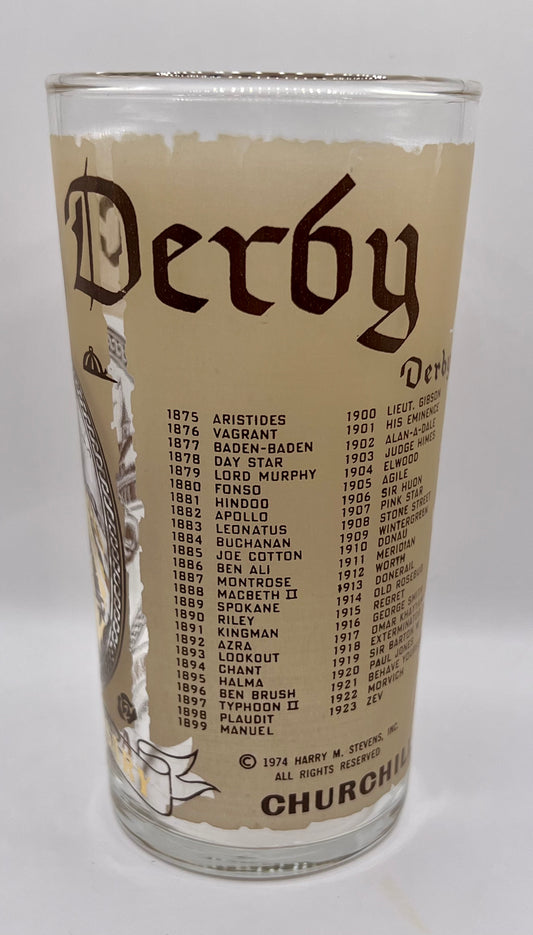 Derby
Derby
1875 ARISTIDES
1876 VAGRANT
1877 BADEN-BADEN
1878 DAY STAR
1879 LORD MURPHY
1880 FONSO
1881 HINDOO
1882 APOLLO
1883 LEONATUS
1884 BUCHANAN
1885 JOE COTTON
1886 BEN ALI
1887 MONTROSE
1888 MACBETH II
1889 SPOKANE
1890 RILEY
1891 KINGMAN
1892 AZRA
1893 LOOKOUT
1894 CHANT
1895 HALMA
1896 BEN BRUSH
1897 TYPHOON II
1898 PLAUDIT
1899 MANUEL
1900 LIEUT. GIBSON
1901 HIS EMINENCE
1902 ALAN-A-DALE
1903 JUDGE HIMES
1904 ELWOOD
1905 AGILE
1906 SIR HUON
1907 PINK STAR
1908 STONE STREET
1909 WINTERGREEN
1910 DONAU
1911 MERIDIAN
1912 WORTH
1913 DONERAIL
1914 OLD ROSEBUD
1915 REGRET
1916 GEORGE SMITH
1917 OMAR KHAYYAM
1918 EXTERMINATOR
1919 SIR BARTON
1920 PAUL JONES
1921 BEHAVE YOU
1922 MORVICH
1923 ZEV
© 1974 HARRY M. STEVENS, INC.
ALL RIGHTS RESERVED
CHURCHILL